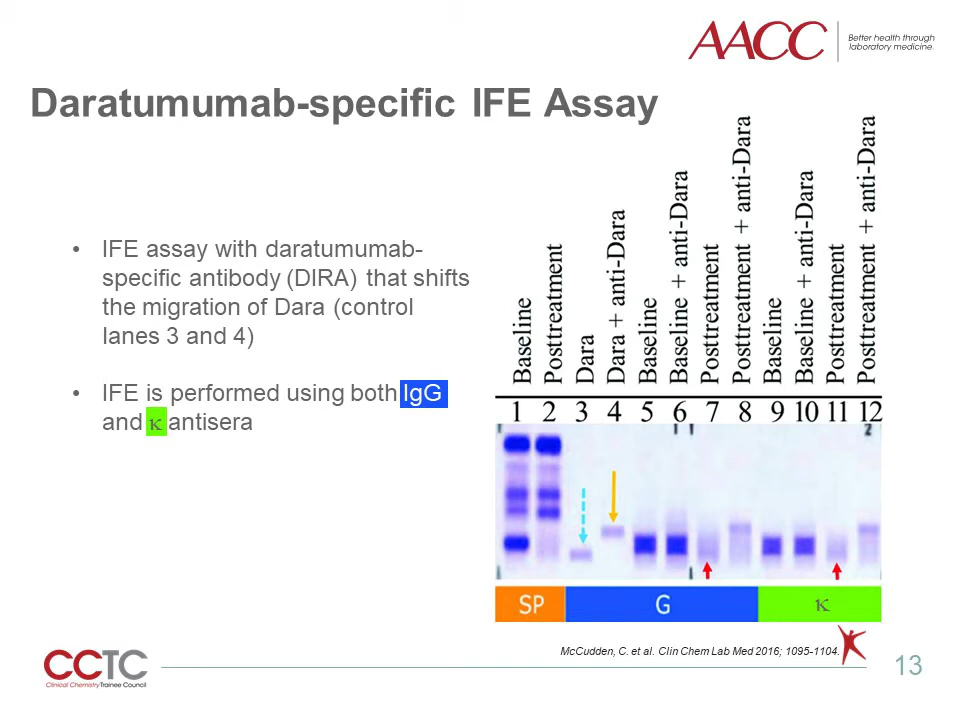 AACC
Better health through
laboratory medicine.
Daratumumab-specific IFE Assay
• IFE assay with daratumumab-
specific antibody (DIRA) that shifts
the migration of Dara (control
lanes 3 and 4)
• IFE is performed using both IgG
and κ antisera
Baseline
Posttreatment
Dara
Dara + anti-Dara
Baseline
Baseline + anti-Dara
Posttreatment
Posttreatment + anti-Dara
Baseline
Baseline + anti-Dara
Posttreatment
Posttreatment + anti-Dara
1 2 3 4 5 6 7 8 9 10 11 12
SP G κ
McCudden, C. et al. Clin Chem Lab Med 2016; 1095-1104.
CCTC
Clinical Chemistry Trainee Council
13